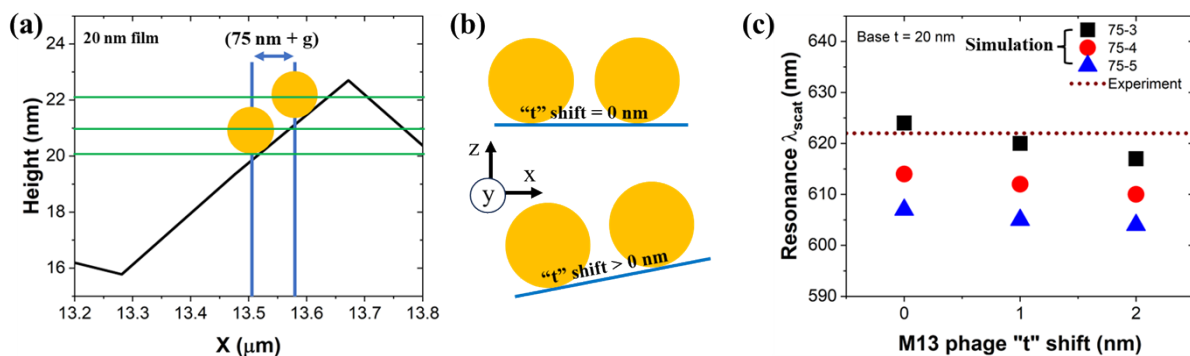 (a)
20 nm film
(75 nm + g)
Height (nm)
24
22
20
18
16
13.2 13.3 13.4 13.5 13.6 13.7 13.8
X (μm)
(b)
“t” shift = 0 nm
z
y
x
“t” shift > 0 nm
(c)
Base t = 20 nm
Simulation
75-3
75-4
75-5
Experiment
Resonance λscat (nm)
640
630
620
610
600
590
0 1 2
M13 phage "t" shift (nm)